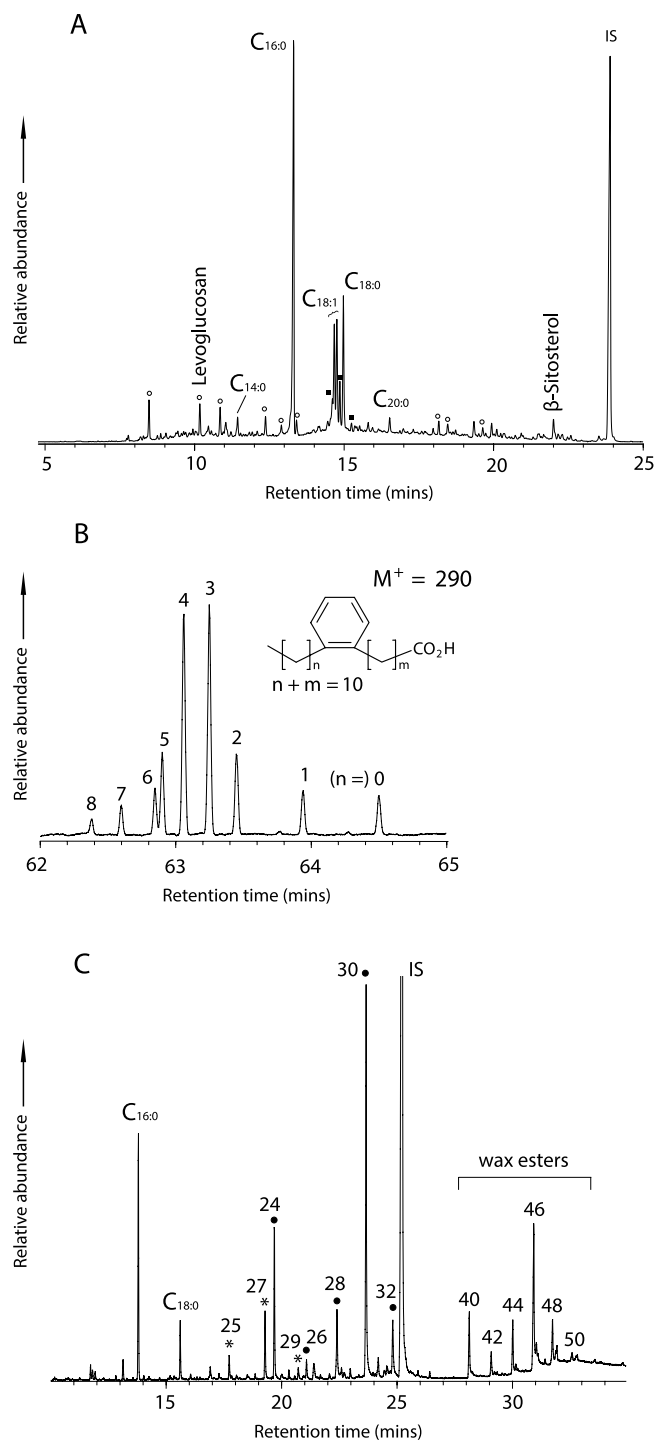 A
C16:0
IS
Relative abundance
Levoglucosan
C14:0
C18:1
C18:0
C20:0
β-Sitosterol
5 10 15 20 25
Retention time (mins)
B
M+ = 290
Relative abundance
CO2H
n m
n + m = 10
8 7 6 5 4 3 2 1 (n =) 0
62 63 64 65
Retention time (mins)
C
30 IS
Relative abundance
C16:0
C18:0
wax esters
25 * 27 * 24 29 * 26 28 32
40 42 44 46 48 50
15 20 25 30
Retention time (mins)